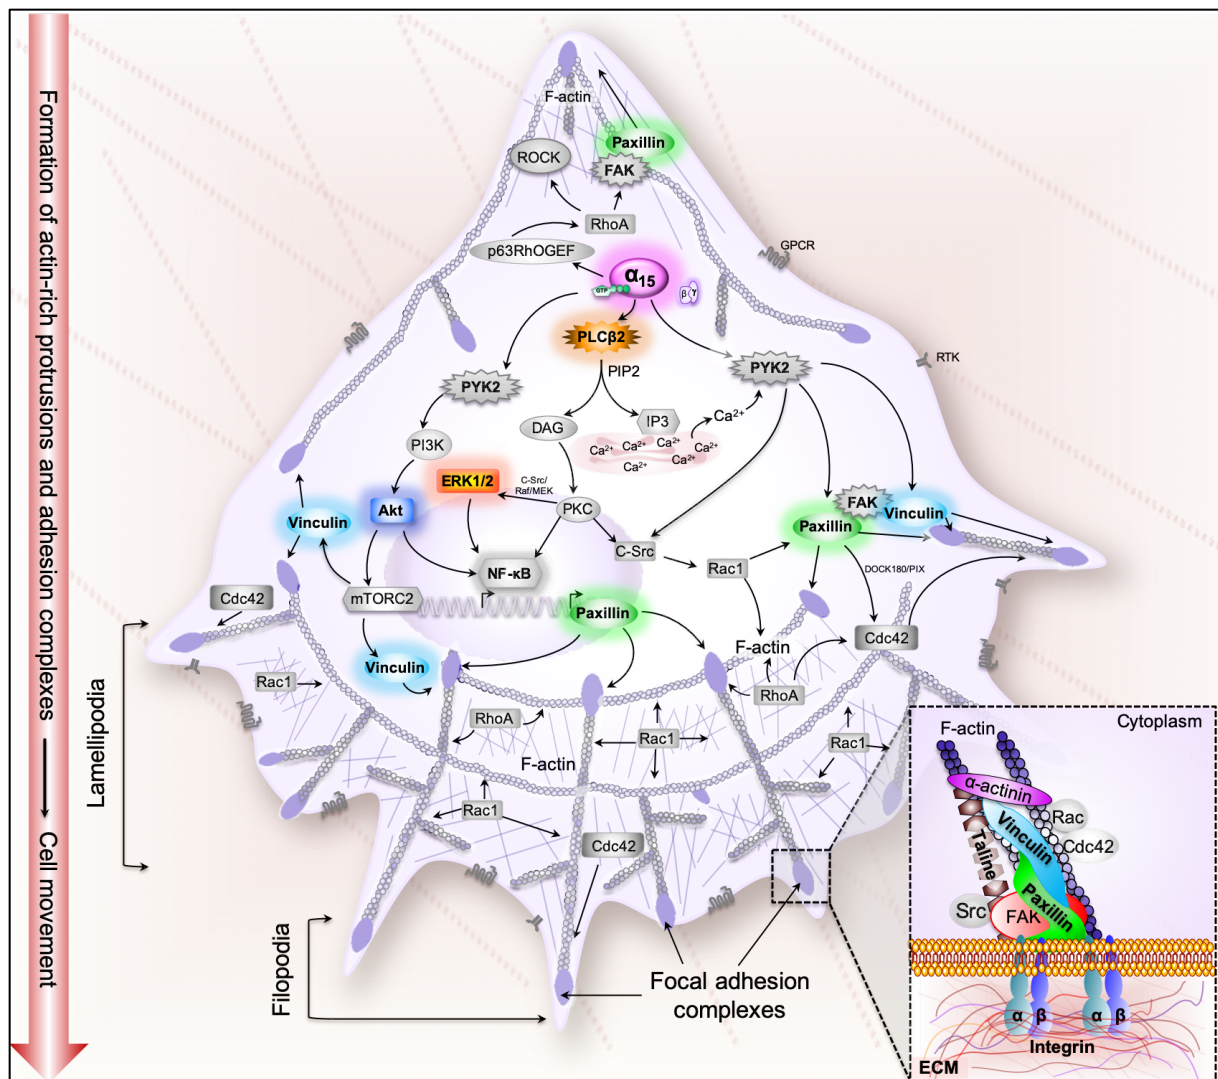 Formation of actin-rich protrusions and adhesion complexes
Cell movement
F-actin
Paxillin
ROCK
FAK
RhoA
p63RhOGEF
GPCR
α15
GTP
β γ
PLCβ2
RTK
PIP2
PYK2
PYK2
DAG
IP3
Ca2+
Ca2+
Ca2+
Ca2+
Ca2+
Ca2+
Ca2+
PI3K
ERK1/2
C-Src/
Raf/MEK
Akt
PKC
FAK
Vinculin
Vinculin
Paxillin
C-Src
Rac1
NF-κB
DOCK180/PIX
Cdc42
mTORC2
Paxillin
Cdc42
F-actin
Vinculin
Rac1
RhoA
RhoA
Rac1
Rac1
F-actin
Rac1
Cdc42
Lamellipodia
Filopodia
Focal adhesion
complexes
Cytoplasm
F-actin
α-actinin
Rac
Vinculin
Cdc42
Taline
Paxillin
Src
FAK
α β α β
Integrin
ECM